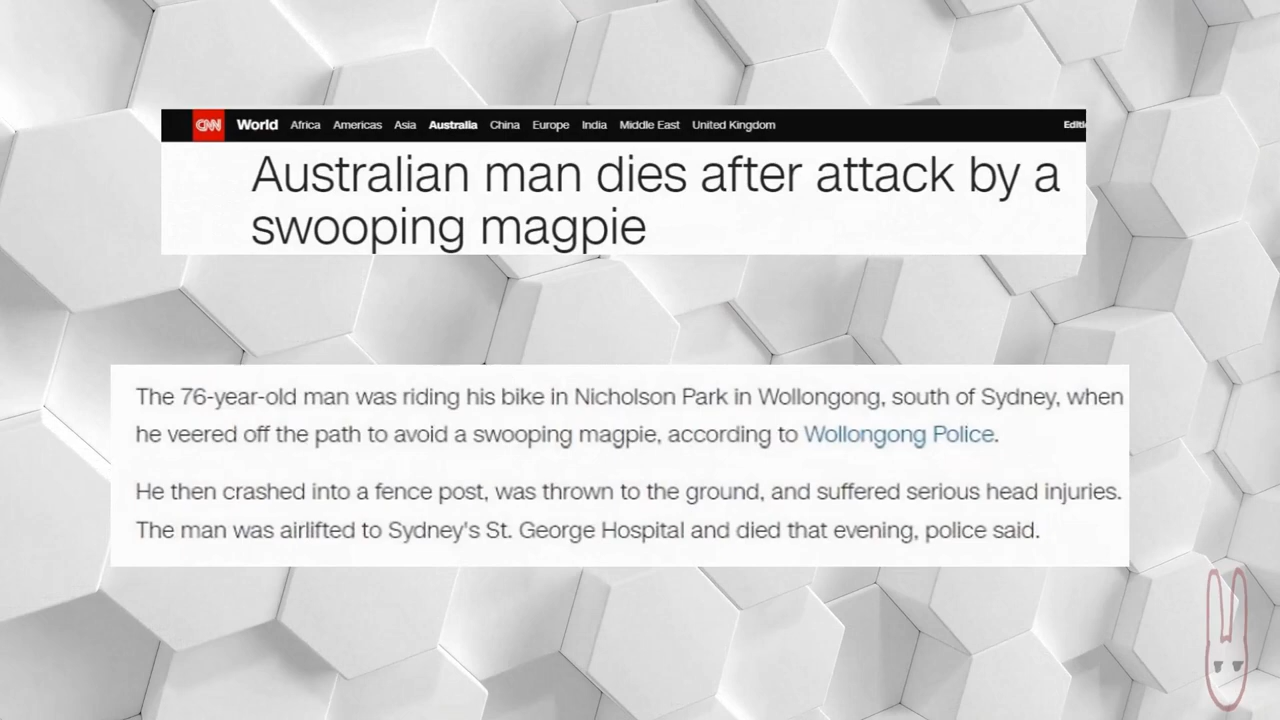 CNN World Africa Americas Asia Australia China Europe India Middle East United Kingdom
Australian man dies after attack by a
swooping magpie
The 76-year-old man was riding his bike in Nicholson Park in Wollongong, south of Sydney, when
he veered off the path to avoid a swooping magpie, according to Wollongong Police.
He then crashed into a fence post, was thrown to the ground, and suffered serious head injuries.
The man was airlifted to Sydney's St. George Hospital and died that evening, police said.